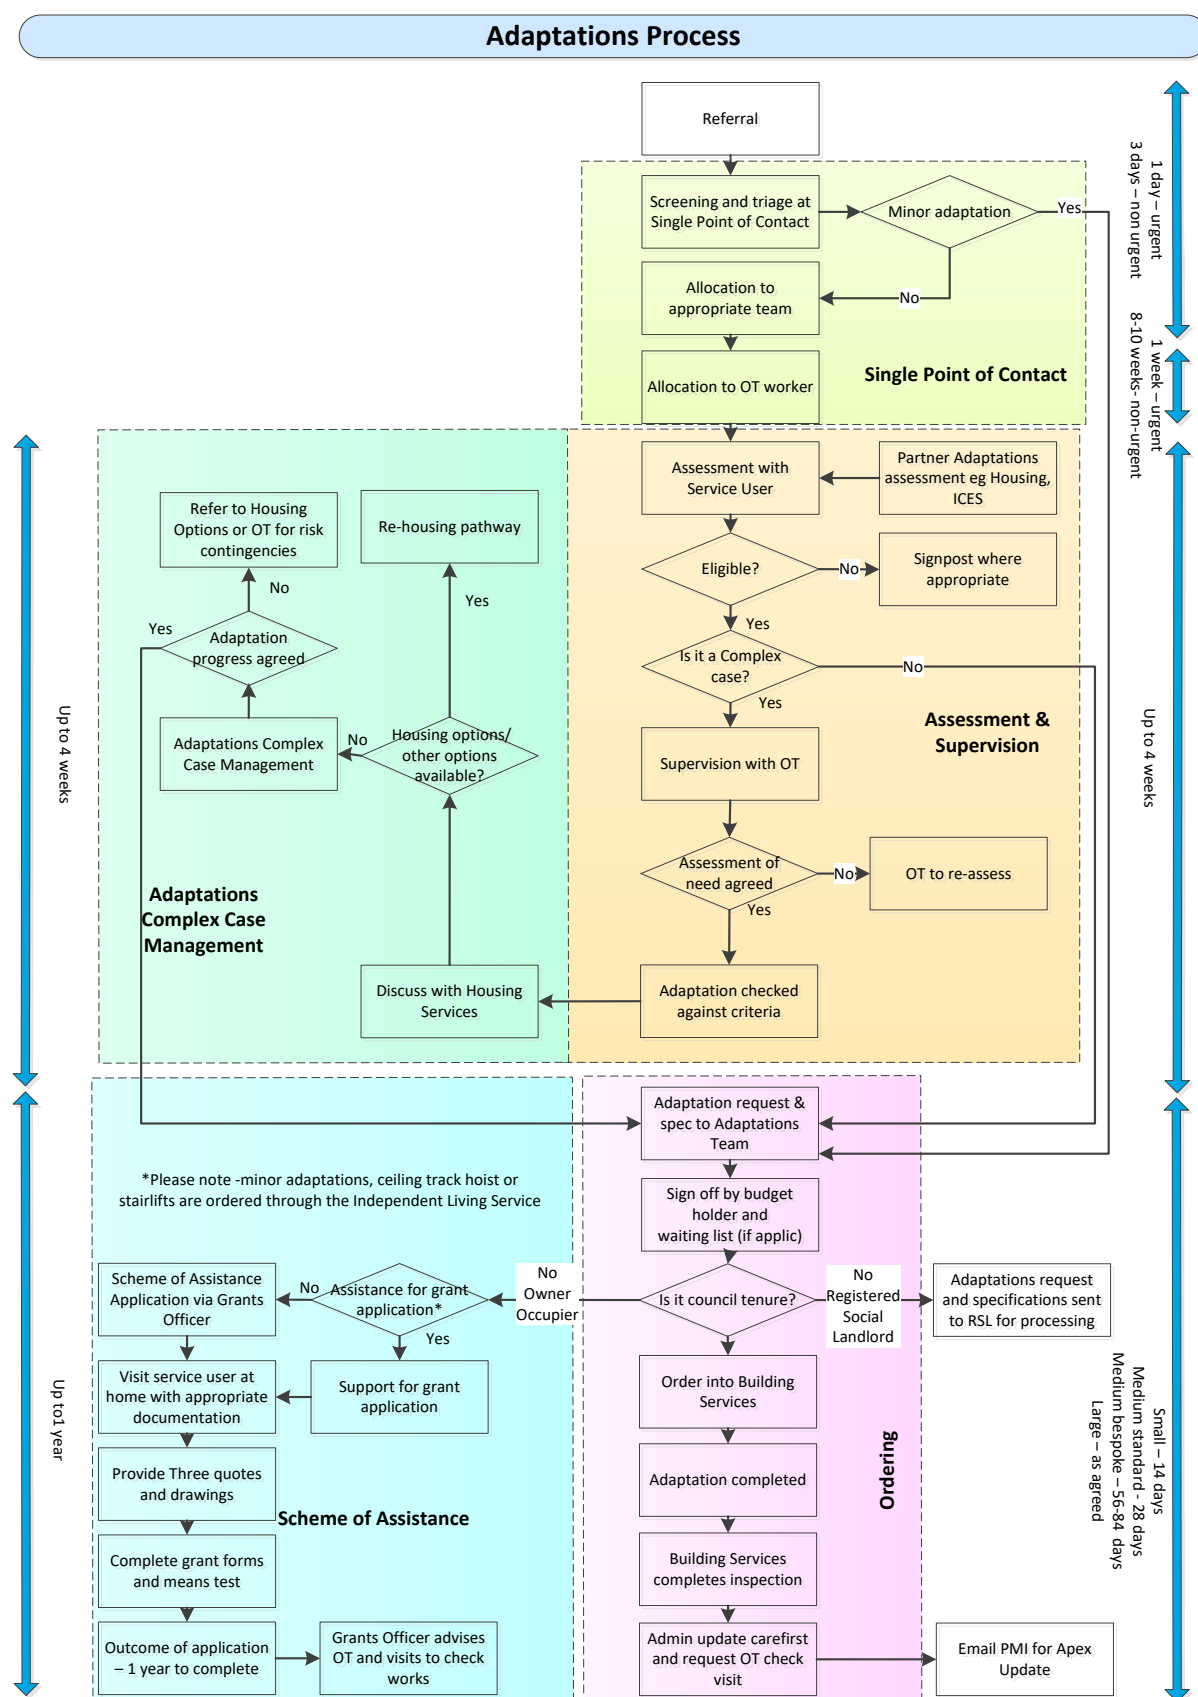 Adaptations Process
Referral
1 day – urgent
3 days – non urgent
Screening and triage at
Single Point of Contact
Minor adaptation
Yes
No
Allocation to
appropriate team
Allocation to OT worker
Single Point of Contact
1 week – urgent
8-10 weeks- non-urgent
Assessment with
Service User
Partner Adaptations
assessment eg Housing,
ICES
Eligible?
No
Signpost where
appropriate
Yes
Is it a Complex
case?
No
Yes
Assessment &
Supervision
Supervision with OT
Assessment of
need agreed
No
OT to re-assess
Yes
Adaptation checked
against criteria
Up to 4 weeks
Refer to Housing
Options or OT for risk
contingencies
Re-housing pathway
No
Yes
Yes
Adaptation
progress agreed
Adaptations Complex
Case Management
No
Housing options/
other options
available?
Adaptations
Complex Case
Management
Discuss with Housing
Services
Up to 4 weeks
Adaptation request &
spec to Adaptations
Team
Sign off by budget
holder and
waiting list (if applic)
Is it council tenure?
No
Owner
Occupier
No
Registered
Social
Landlord
Adaptations request
and specifications sent
to RSL for processing
Order into Building
Services
Adaptation completed
Building Services
completes inspection
Admin update carefirst
and request OT check
visit
Email PMI for Apex
Update
Ordering
Small – 14 days
Medium standard - 28 days
Medium bespoke – 56-84 days
Large – as agreed
*Please note -minor adaptations, ceiling track hoist or
stairlifts are ordered through the Independent Living Service
Scheme of Assistance
Application via Grants
Officer
No
Assistance for grant
application*
Yes
Visit service user at
home with appropriate
documentation
Support for grant
application
Provide Three quotes
and drawings
Scheme of Assistance
Complete grant forms
and means test
Outcome of application
– 1 year to complete
Grants Officer advises
OT and visits to check
works
Up to1 year